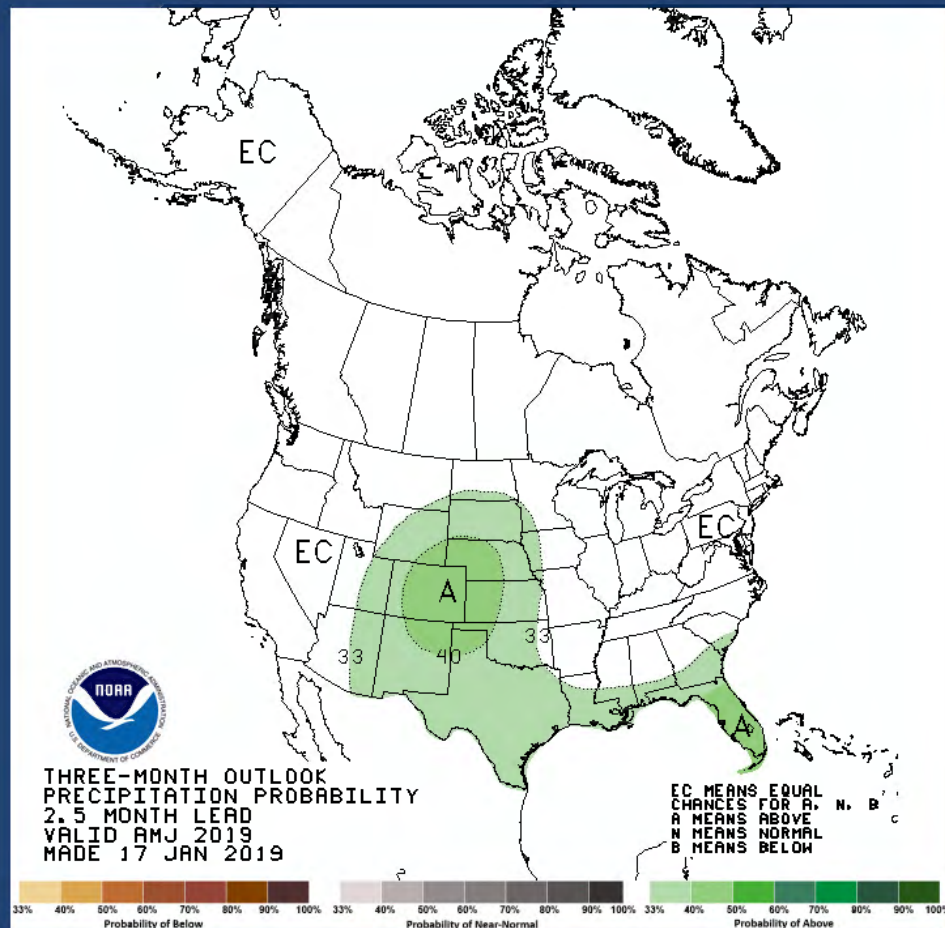 EC
EC
EC
A
33
33
40
A
NATIONAL OCEANIC AND ATMOSPHERIC ADMINISTRATION
NOAA
U.S. DEPARTMENT OF COMMERCE
THREE-MONTH OUTLOOK
PRECIPITATION PROBABILITY
2.5 MONTH LEAD
VALID AMJ 2019
MADE 17 JAN 2019
EC MEANS EQUAL
CHANCES FOR A, N, B
A MEANS ABOVE
N MEANS NORMAL
B MEANS BELOW
33% 40% 50% 60% 70% 80% 90% 100%
Probability of Below
33% 40% 50% 60% 70% 80% 90% 100%
Probability of Near-Normal
33% 40% 50% 60% 70% 80% 90% 100%
Probability of Above